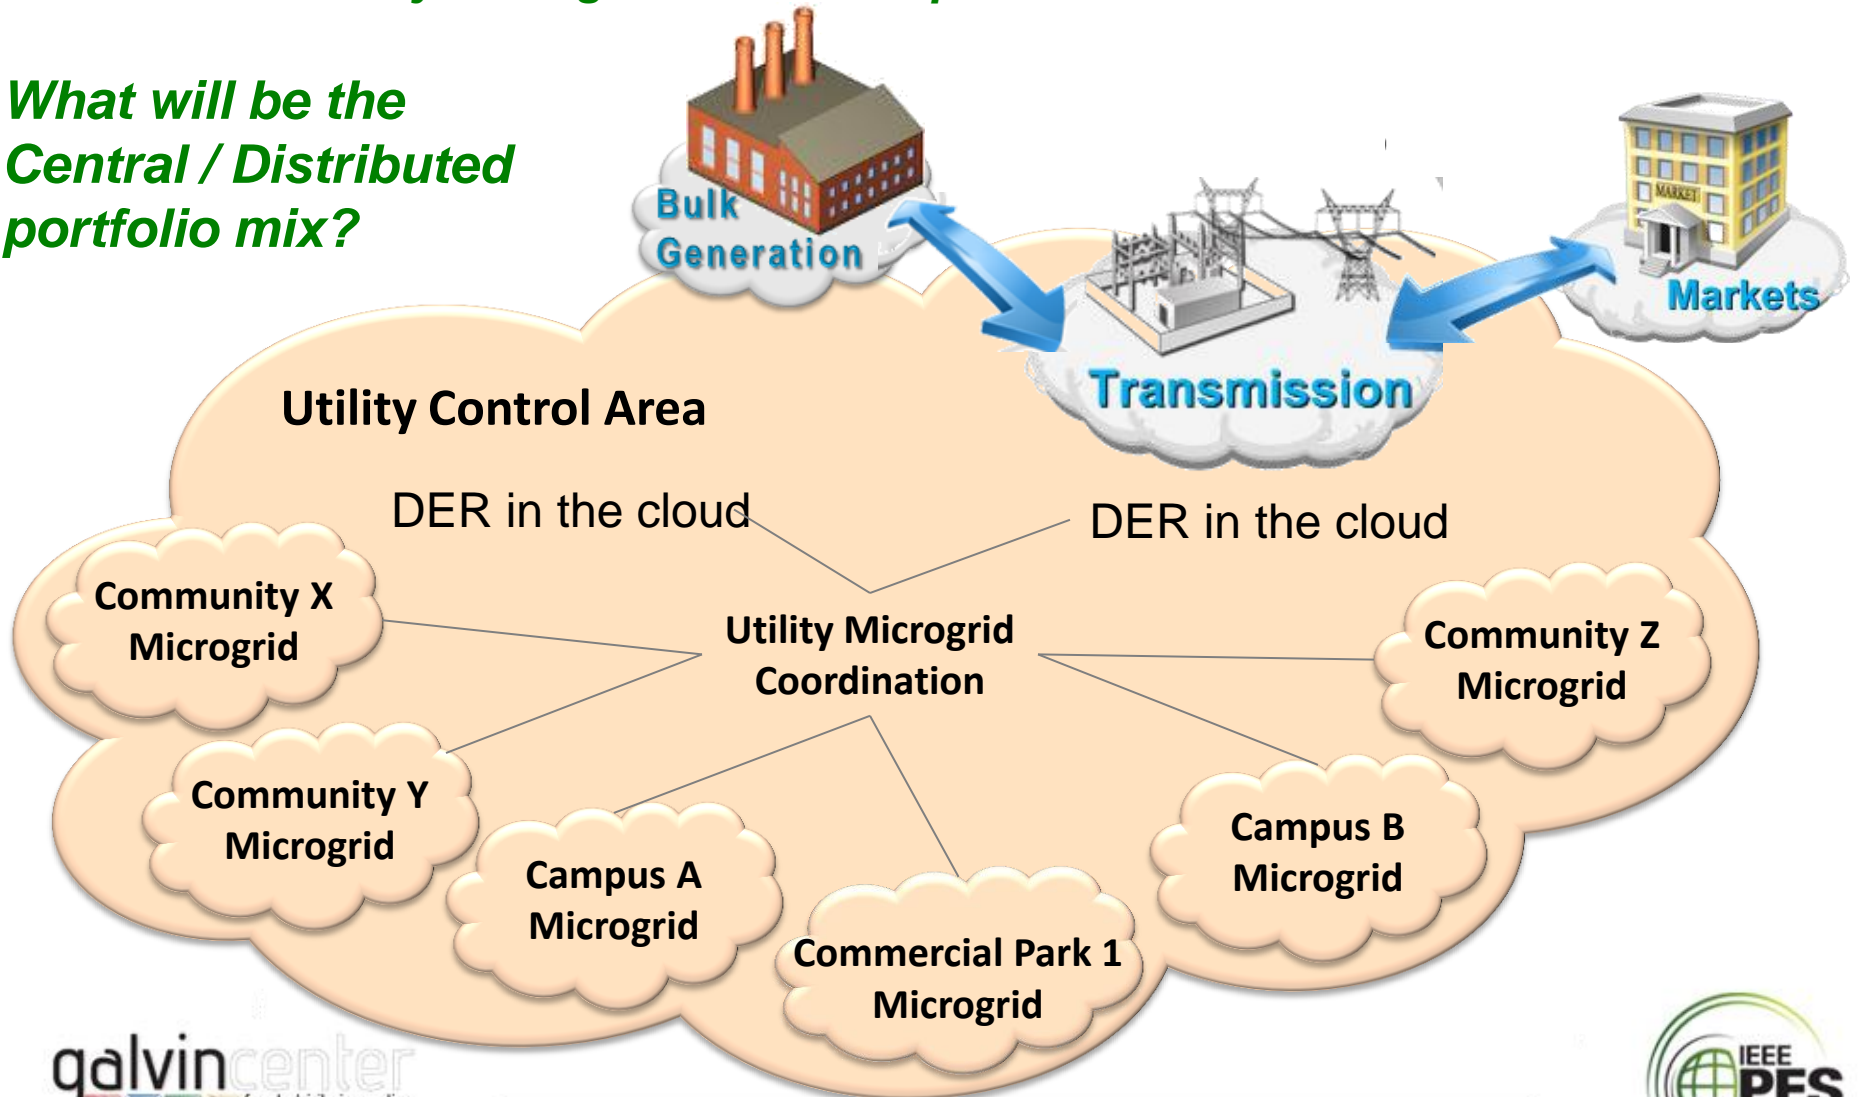 What will be the
Central / Distributed
portfolio mix?
Bulk
Generation
MARKET
Markets
Transmission
Utility Control Area
DER in the cloud
DER in the cloud
Community X
Microgrid
Utility Microgrid
Coordination
Community Z
Microgrid
Community Y
Microgrid
Campus A
Microgrid
Campus B
Microgrid
Commercial Park 1
Microgrid
galvincenter
IEEE
PES